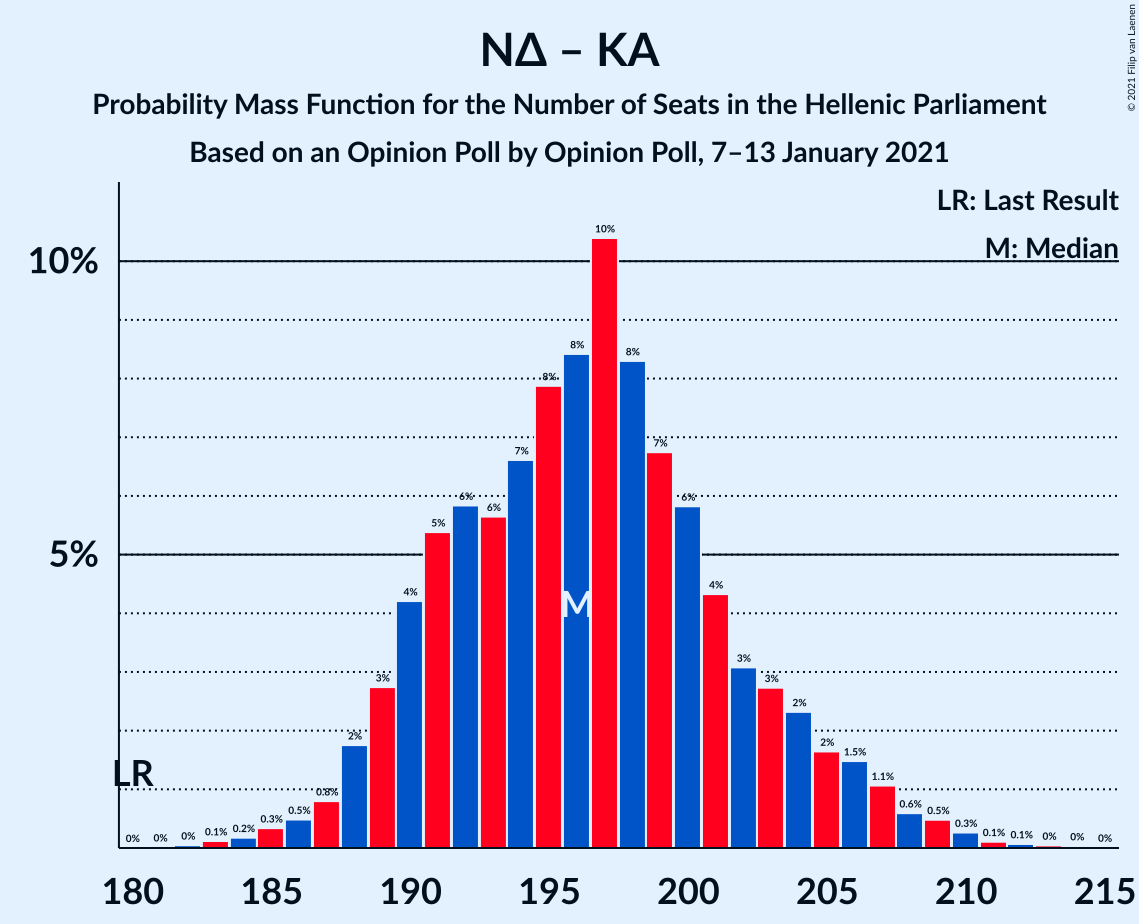 ΝΔ – ΚΑ
Probability Mass Function for the Number of Seats in the Hellenic Parliament
Based on an Opinion Poll by Opinion Poll, 7–13 January 2021
© 2021 Filip van Laenen
LR: Last Result
M: Median
10%
5%
0% 0% 0% 0.1% 0.2% 0.3% 0.5% 0.8% 2% 3% 4% 5% 6% 6% 7% 8% 8% 10% 8% 7% 6% 4% 3% 3% 2% 2% 1.5% 1.1% 0.6% 0.5% 0.3% 0.1% 0.1% 0% 0% 0%
M
LR
180 185 190 195 200 205 210 215